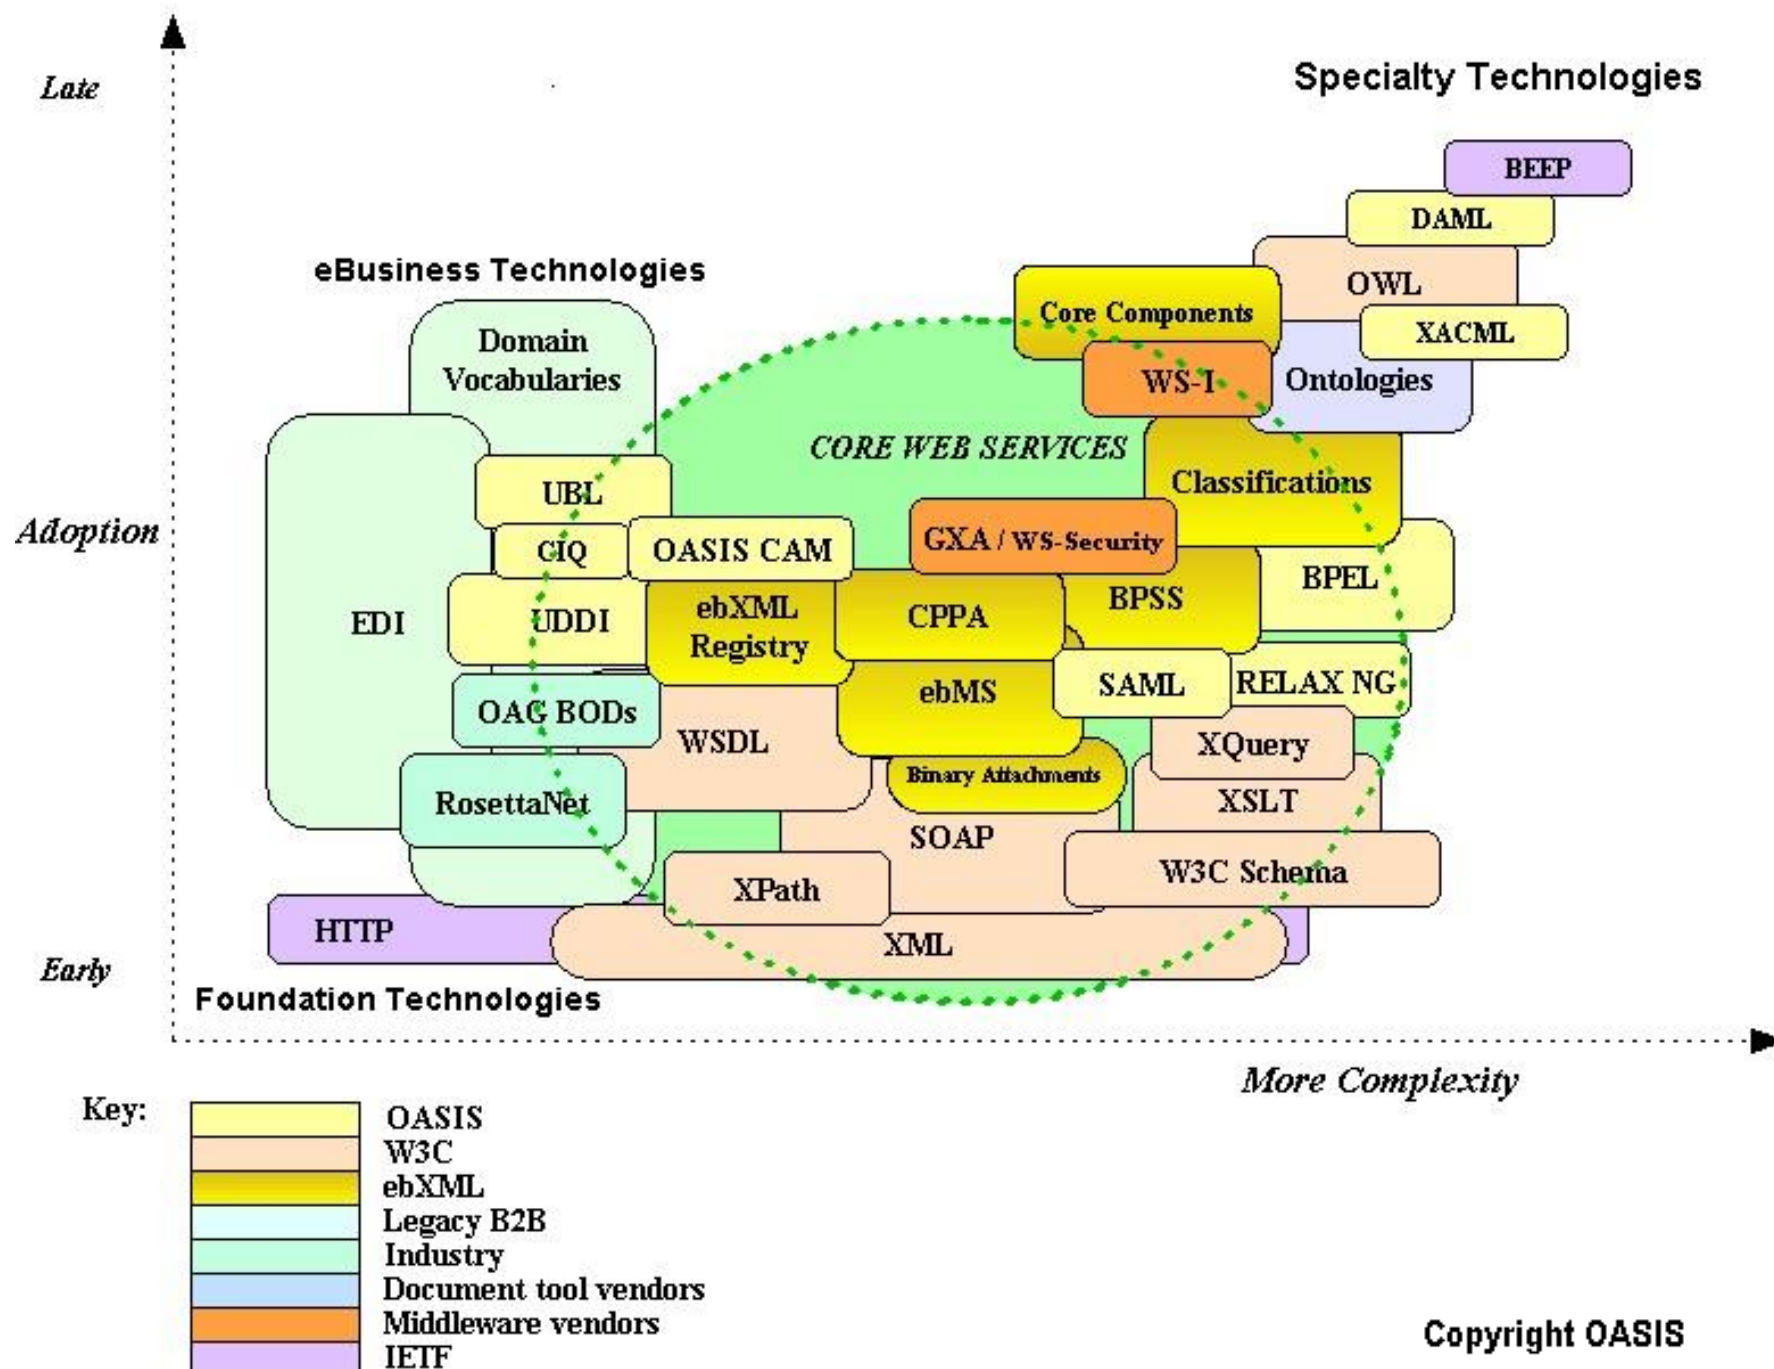 Late
Specialty Technologies
BEEP
DAML
eBusiness Technologies
OWL
Core Components
XACML
Domain
Vocabularies
WS-I
Ontologies
CORE WEB SERVICES
Classifications
UBL
Adoption
GXA / WS-Security
CIQ
OASIS CAM
BPEL
EDI
UDDI
ebXML
Registry
CPPA
BPSS
ebMS
SAML
RELAX NG
OAG BODs
WSDL
XQuery
Binary Attachments
RosettaNet
XSLT
SOAP
XPath
W3C Schema
HTTP
XML
Early
Foundation Technologies
More Complexity
Key:
OASIS
W3C
ebXML
Legacy B2B
Industry
Document tool vendors
Middleware vendors
IETF
Copyright OASIS